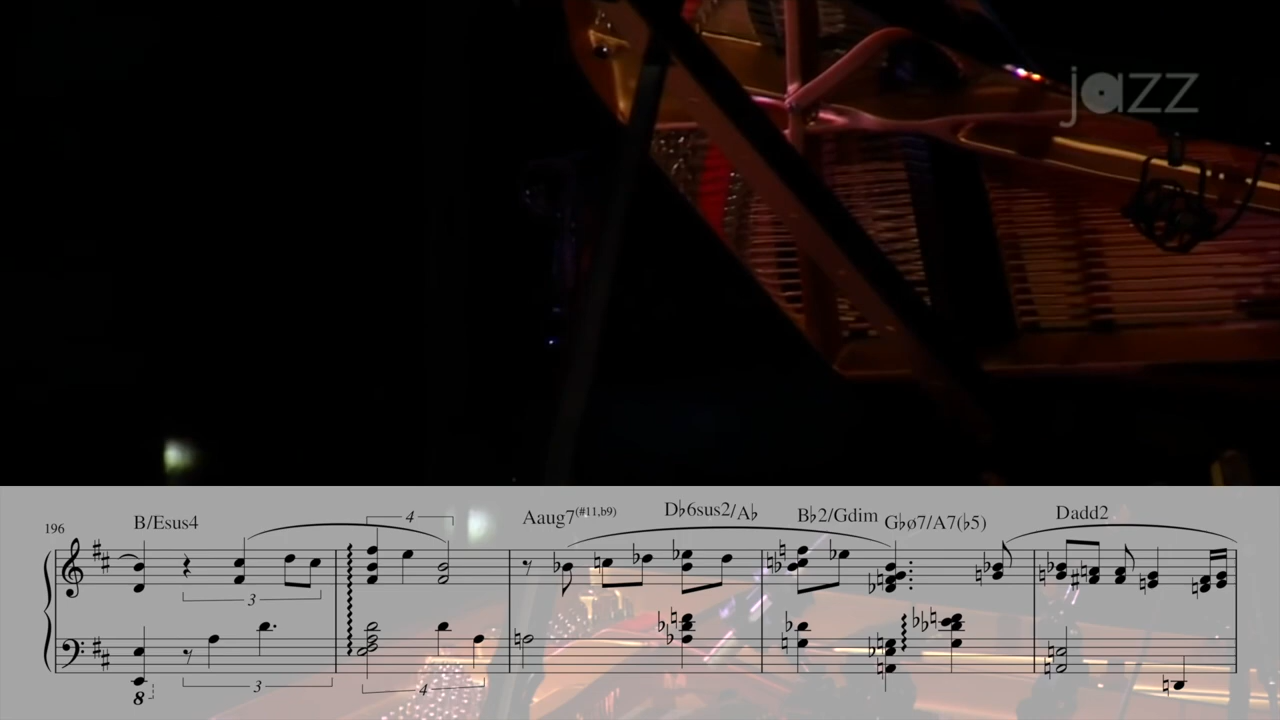 jazz
196
B/Esus4
4
Aaug7(#11,b9)
D♭6sus2/A♭
B♭2/Gdim
G♭ø7/A7(♭5)
Dadd2
3
8
3
4